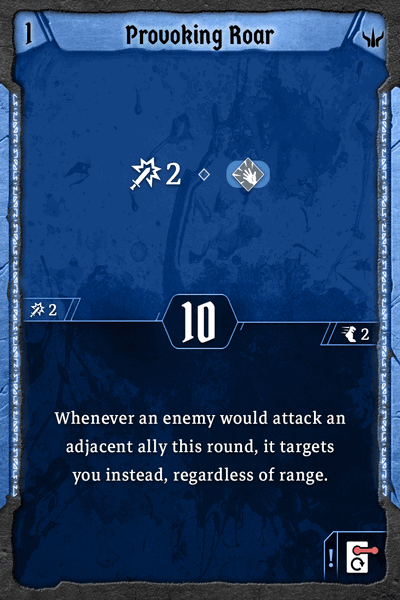 1 Provoking Roar
2
2
10
2
Whenever an enemy would attack an
adjacent ally this round, it targets
you instead, regardless of range.
!